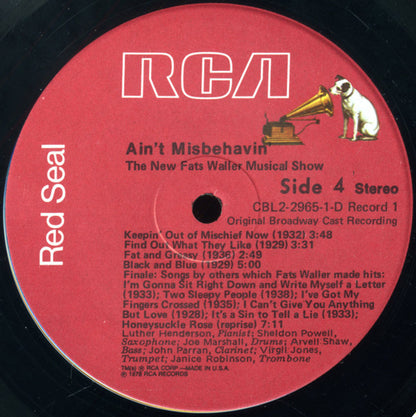 RCA
Red Seal
Ain't Misbehavin'
The New Fats Waller Musical Show
Side 4 Stereo
CBL2-2965-1-D Record 1
Original Broadway Cast Recording
Keepin' Out of Mischief Now (1932) 3:48
Find Out What They Like (1929) 3:31
Fat and Greasy (1936) 2:49
Black and Blue (1929) 5:00
Finale: Songs by others which Fats Waller made hits:
I'm Gonna Sit Right Down and Write Myself a Letter
(1933); Two Sleepy People (1938); I've Got My
Fingers Crossed (1935); I Can't Give You Anything
But Love (1928); It's a Sin to Tell a Lie (1933);
Honeysuckle Rose (reprise) 7:11
Luther Henderson, Pianist; Sheldon Powell,
Saxophone; Joe Marshall, Drums; Arvell Shaw,
Bass; John Parran, Clarinet; Virgil Jones,
Trumpet; Janice Robinson, Trombone
TM(s) ® RCA CORP.—MADE IN U.S.A.
℗ 1978 RCA RECORDS